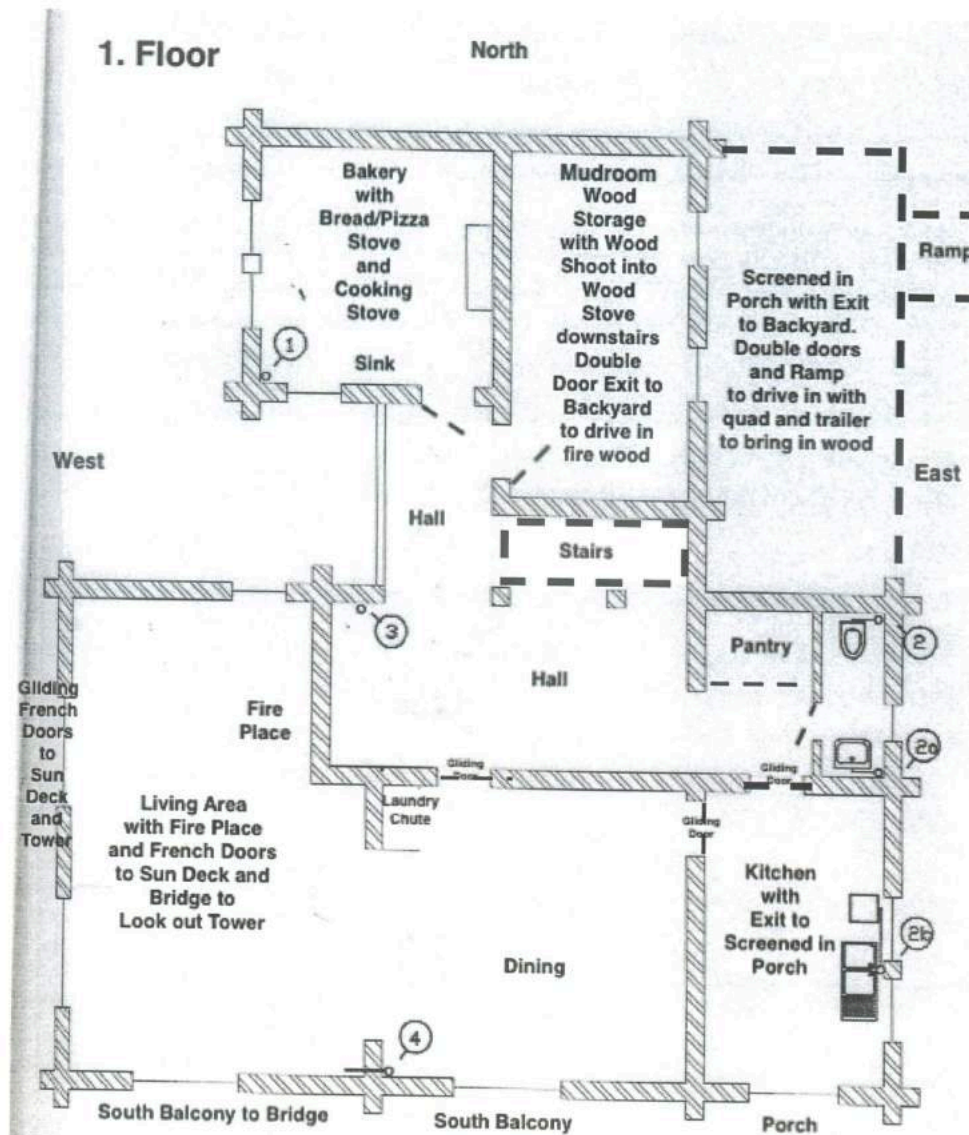 1. Floor
North
Bakery
with
Bread/Pizza
Stove
and
Cooking
Stove
Sink
1
Mudroom
Wood
Storage
with Wood
Shoot into
Wood
Stove
downstairs
Double
Door Exit to
Backyard
to drive in
fire wood
Screened in
Porch with Exit
to Backyard.
Double doors
and Ramp
to drive in with
quad and trailer
to bring in wood
Ramp
West
East
Hall
Stairs
3
Hall
Pantry
2
2a
Gliding
French
Doors
to
Sun
Deck
and
Tower
Fire
Place
Gliding
Door
Gliding
Door
Laundry
Chute
Gliding
Door
Living Area
with Fire Place
and French Doors
to Sun Deck and
Bridge to
Look out Tower
Kitchen
with
Exit to
Screened in
Porch
2b
Dining
4
South Balcony to Bridge
South Balcony
Porch